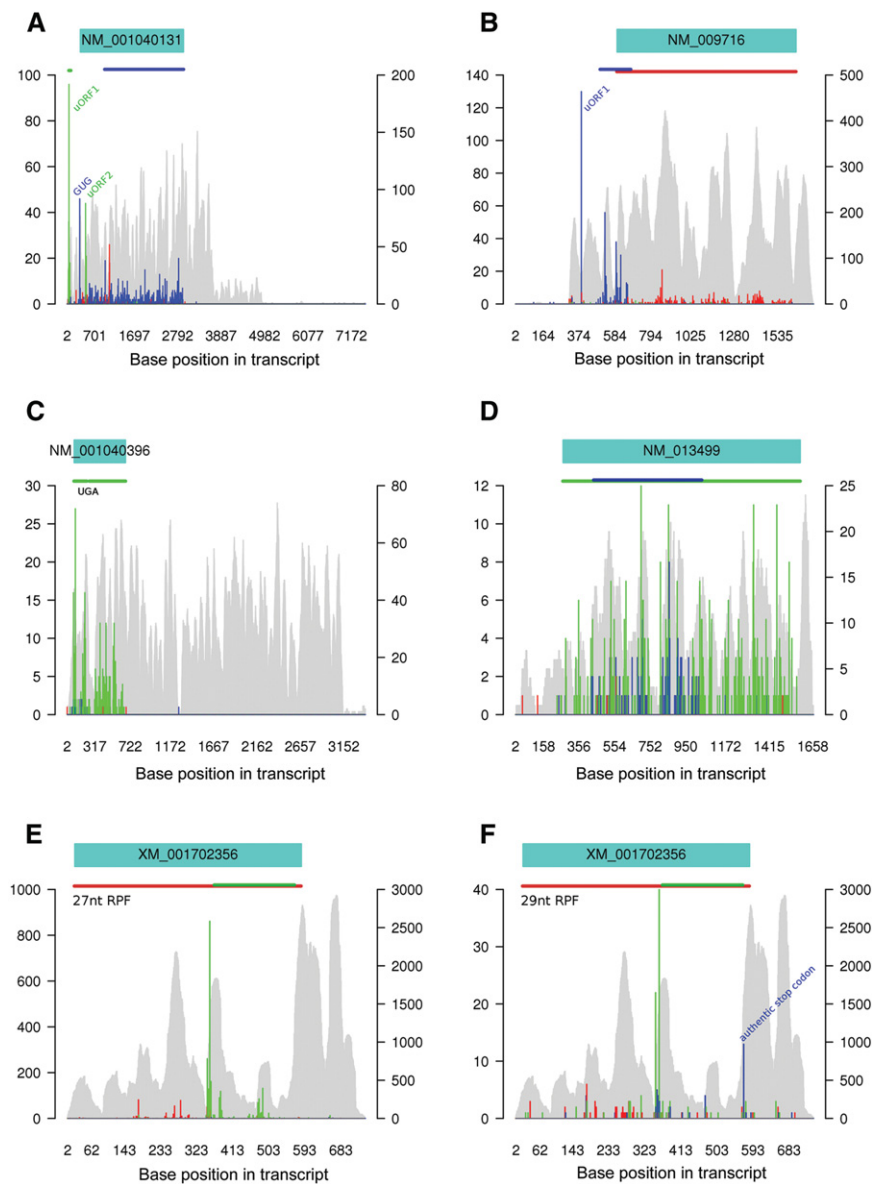 A
NM_001040131
100
80
60
40
20
0
200
150
100
50
0
uORF1
GUG
uORF2
2 701 1697 2792 3887 4982 6077 7172
Base position in transcript
B
NM_009716
140
120
100
80
60
40
20
0
500
400
300
200
100
0
uORF1
2 164 374 584 794 1025 1280 1535
Base position in transcript
C
NM_001040396
UGA
30
25
20
15
10
5
0
80
60
40
20
0
2 317 722 1172 1667 2162 2657 3152
Base position in transcript
D
NM_013499
12
10
8
6
4
2
0
25
20
15
10
5
0
2 158 356 554 752 950 1172 1415 1658
Base position in transcript
E
XM_001702356
27nt RPF
1000
800
600
400
200
0
3000
2500
2000
1500
1000
500
0
2 62 143 233 323 413 503 593 683
Base position in transcript
F
XM_001702356
29nt RPF
40
30
20
10
0
3000
2500
2000
1500
1000
500
0
authentic stop codon
2 62 143 233 323 413 503 593 683
Base position in transcript